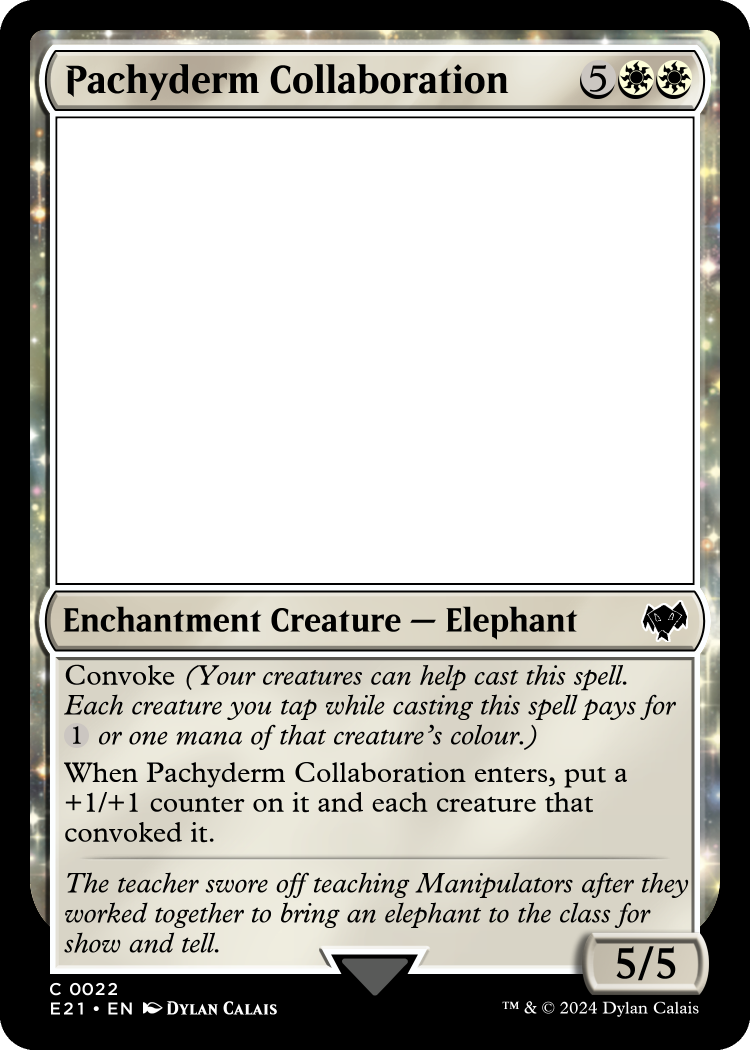 Pachyderm Collaboration 5
Enchantment Creature — Elephant
Convoke (Your creatures can help cast this spell.
Each creature you tap while casting this spell pays for
1 or one mana of that creature's colour.)
When Pachyderm Collaboration enters, put a
+1/+1 counter on it and each creature that
convoked it.
The teacher swore off teaching Manipulators after they
worked together to bring an elephant to the class for
show and tell.
5/5
C 0022
E21 • EN Dylan Calais
™ & © 2024 Dylan Calais